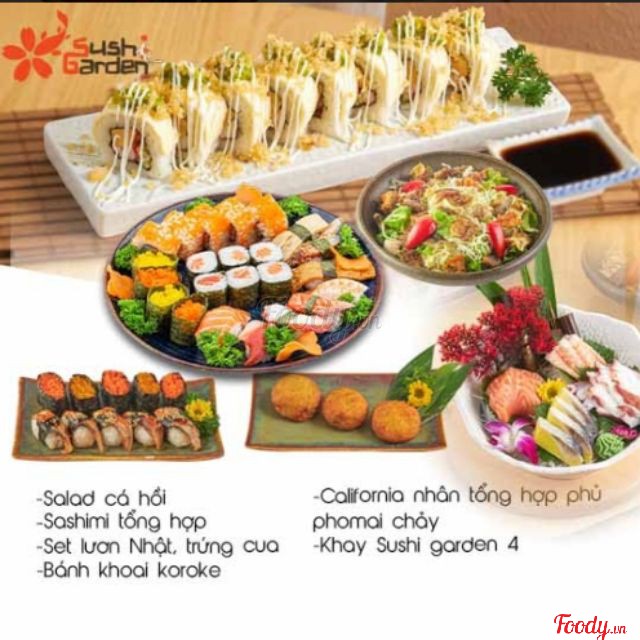 Sushi
Garden
-Salad cá hồi
-Sashimi tổng hợp
-Set lươn Nhật, trứng cua
-Bánh khoai koroke
-California nhân tổng hợp phủ
phomai chảy
-Khay Sushi garden 4
Foody.vn